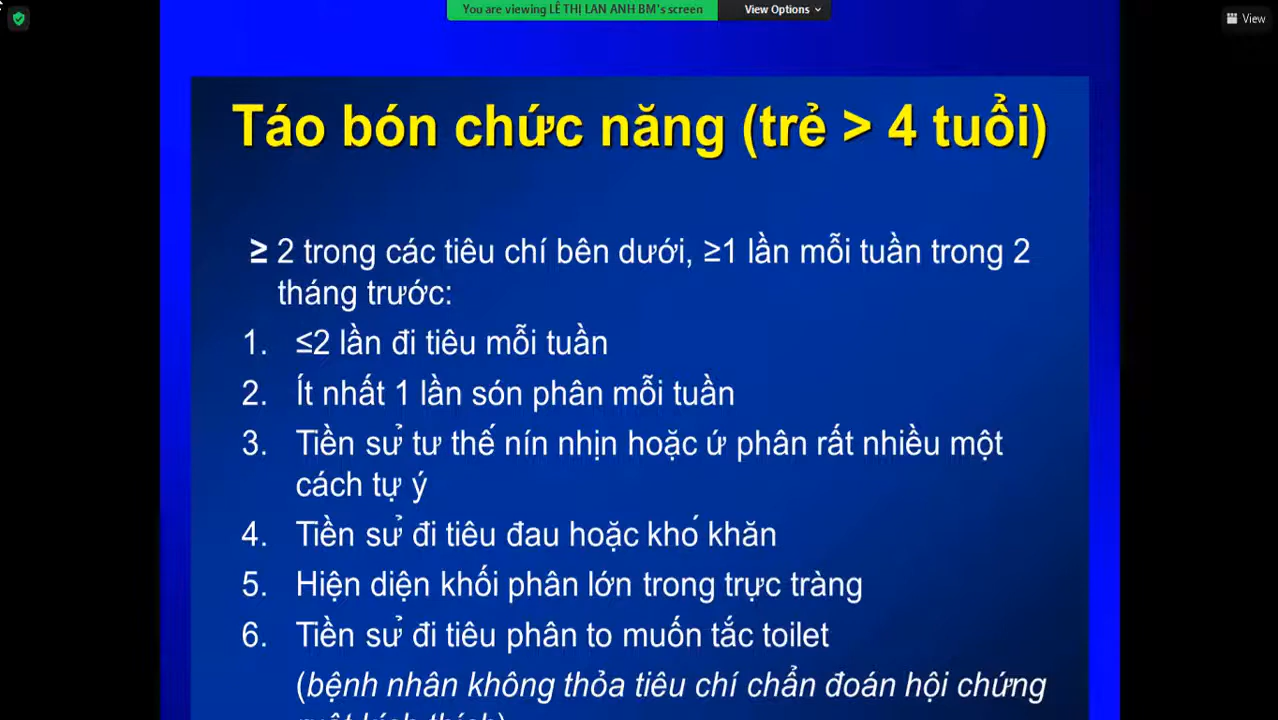 You are viewing LÊ THỊ LAN ANH BM's screen
View Options
View
Táo bón chức năng (trẻ > 4 tuổi)
≥ 2 trong các tiêu chí bên dưới, ≥1 lần mỗi tuần trong 2
tháng trước:
1. ≤2 lần đi tiêu mỗi tuần
2. Ít nhất 1 lần són phân mỗi tuần
3. Tiền sử tư thế nín nhịn hoặc ứ phân rất nhiều một
cách tự ý
4. Tiền sử đi tiêu đau hoặc khó khăn
5. Hiện diện khối phân lớn trong trực tràng
6. Tiền sử đi tiêu phân to muốn tắc toilet
(bệnh nhân không thỏa tiêu chí chẩn đoán hội chứng
ruột kích thích)